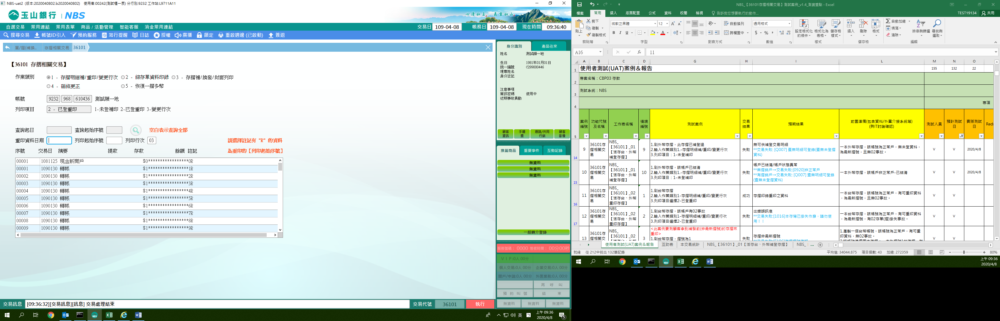 NBS-uat2 (版本:2020040802.b2020040802) 使用者:00242(測試櫃一辰) 分行別:9232 工作站:L9711A11
玉山銀行 | NBS
心清如玉 義重如山
自選交易 常用連結 常用表單 商品 / 活動管理 智能客服 消金常用連結
交易日 109-04-08 帳務日 109-04-08 現在時間 09:36:40
搜尋交易 帳號ID引入 預約服務 蒞行提醒 日誌 授權 廣播 鎖定 重啟週邊 (已啟動) 簽退
單/摺(補換.. 存摺相關交易 36101
【36101 存摺相關交易】
作業類別 1 - 存摺明細補/重印/變更行次 2 - 綜存單資料印錄 3 - 存摺補/換發/封面列印
4 - 磁條更正 5 - 恢復一摺多幣
帳號 9232 968 610436 測試顏一地
列印項目 2 - 已登重印 1-未登補印 2-已登重印 3-變更行次
查詢起日 查詢起始序號 空白表示查詢全部
重印資料日期 列印起始序號 列印行次 03 請選擇註記有 "R" 的資料
序號 交易日 摘要 提款 存款 餘額 註記 為重印的【列印起始序號】
00001 1081125 現金新開戶 $0*****************0R
00001 1090130 轉帳 $1*****************1R
00002 1090130 轉帳 $1*****************2R
00003 1090130 轉帳 $1*****************3R
00004 1090130 轉帳 $1*****************4R
00005 1090130 轉帳 $1*****************5R
00006 1090130 轉帳 $1*****************6R
00007 1090130 轉帳 $1*****************7R
00008 1090130 轉帳 $1*****************8R
00009 1090130 轉帳 $1*****************9R
交易訊息 [09:36:32][交易訊息][訊息] 交易處理結束 交易代號 36101 執行
身分識別 產品往來
姓名 測試顏一地
生日 1981年01月01日
統一編號 C299000446
理專姓名
身分註記
注意事項
簡訊密碼 使用中
近期事故異動
顧客資訊 手續費 通路/共同行銷 顧客影像
推薦商品 重要事件 互動記錄
無資料
無資料
無資料
一般轉介登錄
服務號碼： 0000 等候時間： 00分00秒
V I P:0人 00分
個人交易:0人 00分 企業交易:0人 00分
開戶/申請:0人 00分 外匯業務:0人 00分
再 呼 叫
預 約 叫 號 結 束
無資料 無資料 無資料
英
上午 09:36
2020/4/8
5
NBS_【36101存摺相關交易】測試案例_v1.4_測資盤點 - Excel
檔案 常用 插入 版面配置 公式 資料 校閱 檢視 告訴我您想要執行的動作... TEST19134 共用
貼上 剪下 複製 複製格式 剪貼簿
微軟正黑體 12 字型
自動換列 跨欄置中 對齊方式
通用格式 數值
設定格式化的條件 格式化為表格 儲存格樣式 樣式
插入 刪除 格式 儲存格
自動加總 填滿 清除 排序與篩選 尋找與選取 編輯
A16 fx 11
A B C D G H I L M N O
1 使用者測試(UAT)案例＆報告 155 132 22
2 專案名稱：CBP03 存款
3 測試系統：NBS
4 專項
5 案例編號 功能代號及名稱 工作表名稱 情境編號 測試案例 交易結果 預期結果 前置準備(包含資料/外圍介接系統等)(與IT討論確認) 測試人員 預計測試日 實際測試日 Redm
14 9 36101存摺相關交易 NBS_【36101】_01【活存台、外幣補登存摺】 9
1.刷外幣存摺，此存摺已補登過
2.輸入作業類別1.-存摺明細補/重印/變更行次
3.列印項目：1-未登補印
失敗 無可供補登交易明細
**交易失敗: [Q007] 查無明細可登錄(查無未登摺資料)
一本外幣存摺，該帳號為正常戶，無未登資料，為最新摺號，且無02事故。 V V 2020/4/8
15 10 36101存摺相關交易 NBS_【36101】_01【活存台、外幣補登存摺】 10
1.刷外幣存摺，該帳戶已結清
2.輸入作業類別1.-存摺明細補/重印/變更行次
3.列印項目：1-未登補印
失敗 帳戶已結清/帳戶狀態異常
**無摺銷戶→交易失敗:[0920]非正常戶
**有摺銷戶→交易失敗: [Q007] 查無明細可登錄(查無未登摺資料)
一本外幣存摺，該帳戶非正常戶-已結清 V V 2020/4/8
16 11 36101存摺相關交易 NBS_【36101】_02【活存台、外幣重印存摺】 1
1.刷台幣存摺
2.輸入作業類別1-存摺明細補/重印/變更行次
3.列印項目選擇2-已登重印
成功 存摺印錄重印之資料
一本台幣存摺，該帳號為正常戶，有可重印資料，為最新摺號，且無02事故。 V V
17 12 36101存摺相關交易 NBS_【36101】_02【活存台、外幣重印存摺】 2
1.刷台幣存摺，該帳戶有02事故
2.輸入作業類別1-存摺明細補/重印/變更行次
3.列印項目選擇2-已登重印
失敗 出錯誤訊息
**交易失敗:[1016]本存簿已掛失作廢，請勿使用！！
一本台幣存摺，該帳號為正常戶，有可重印資料，為最新摺號，有02存單(摺)掛失事故。 V V
13 36101存摺相關交易 NBS_【36101】_02 3
<此案例要測顧客拿到補發前(非最新摺號)的存摺來重印>
1.刷台幣存摺，摺號為1
失敗 存摺非最新摺號
1.產製一個台幣帳號，該帳號為正常戶，有可重印資料，無02事故。 V V
使用者測試(UAT)案例＆報告 互助表 本交易統計 NBS_【36101】_01【活存台、外幣補登存摺】 NBS_ ...
就緒 從 212中找出 132筆記錄 平均值: 34044.875 項目個數: 43 加總: 272359 80%
上午 09:36
2020/4/8